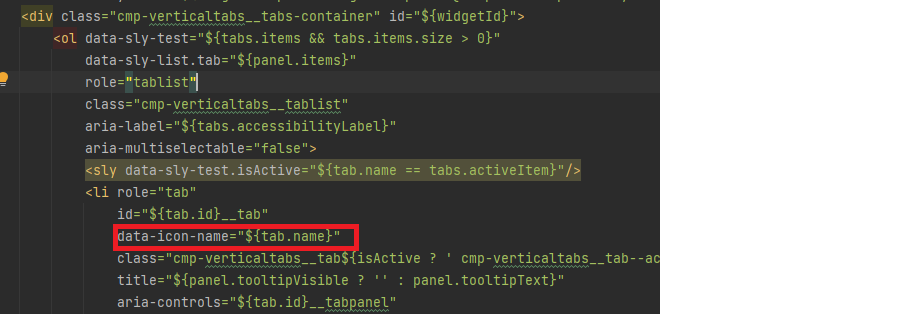 <div class="cmp-verticaltabs__tabs-container" id="${widgetId}">
<ol data-sly-test="${tabs.items && tabs.items.size > 0}"
data-sly-list.tab="${panel.items}"
role="tablist"
class="cmp-verticaltabs__tablist"
aria-label="${tabs.accessibilityLabel}"
aria-multiselectable="false">
<sly data-sly-test.isActive="${tab.name == tabs.activeItem}"/>
<li role="tab"
id="${tab.id}__tab"
data-icon-name="${tab.name}"
class="cmp-verticaltabs__tab${isActive ? ' cmp-verticaltabs__tab--ac
title="${panel.tooltipVisible ? '' : panel.tooltipText}"
aria-controls="${tab.id}__tabpanel"